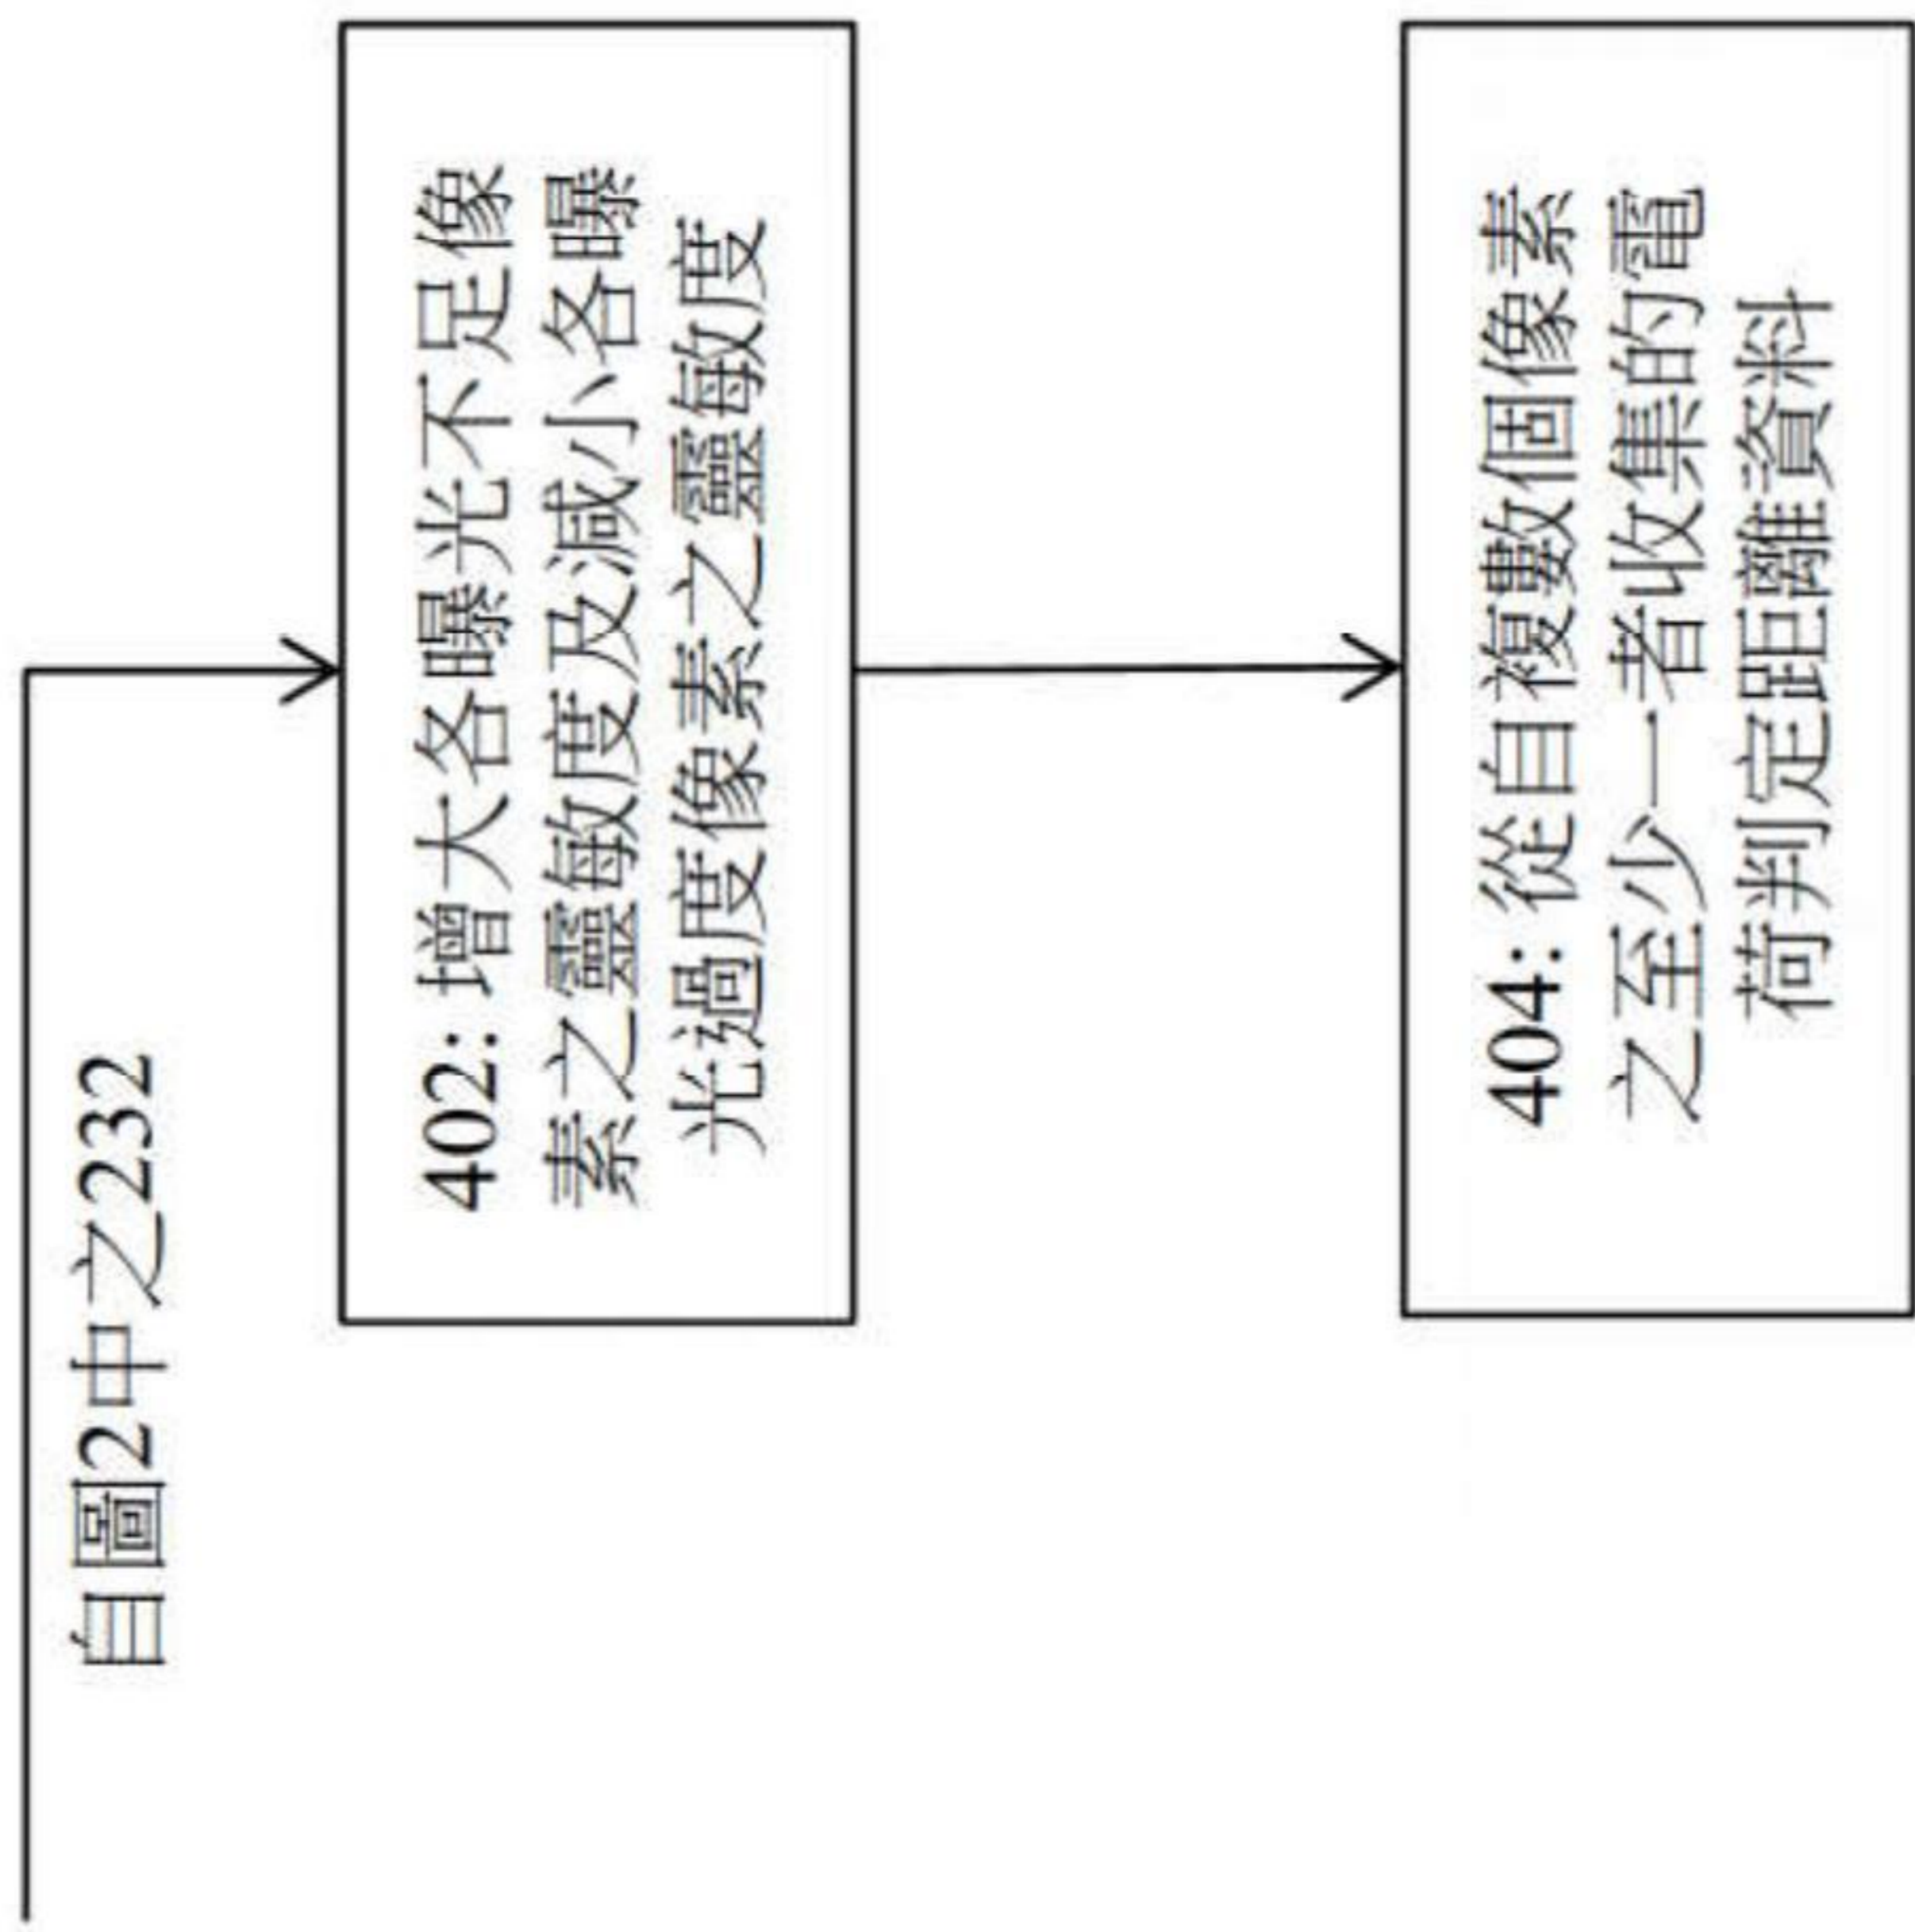 自圖2中之232
402: 增大各曝光不足像
素之靈敏度及減小各曝
光過度像素之靈敏度
404: 從自複數個像素
之至少一者收集的電
荷判定距離資料